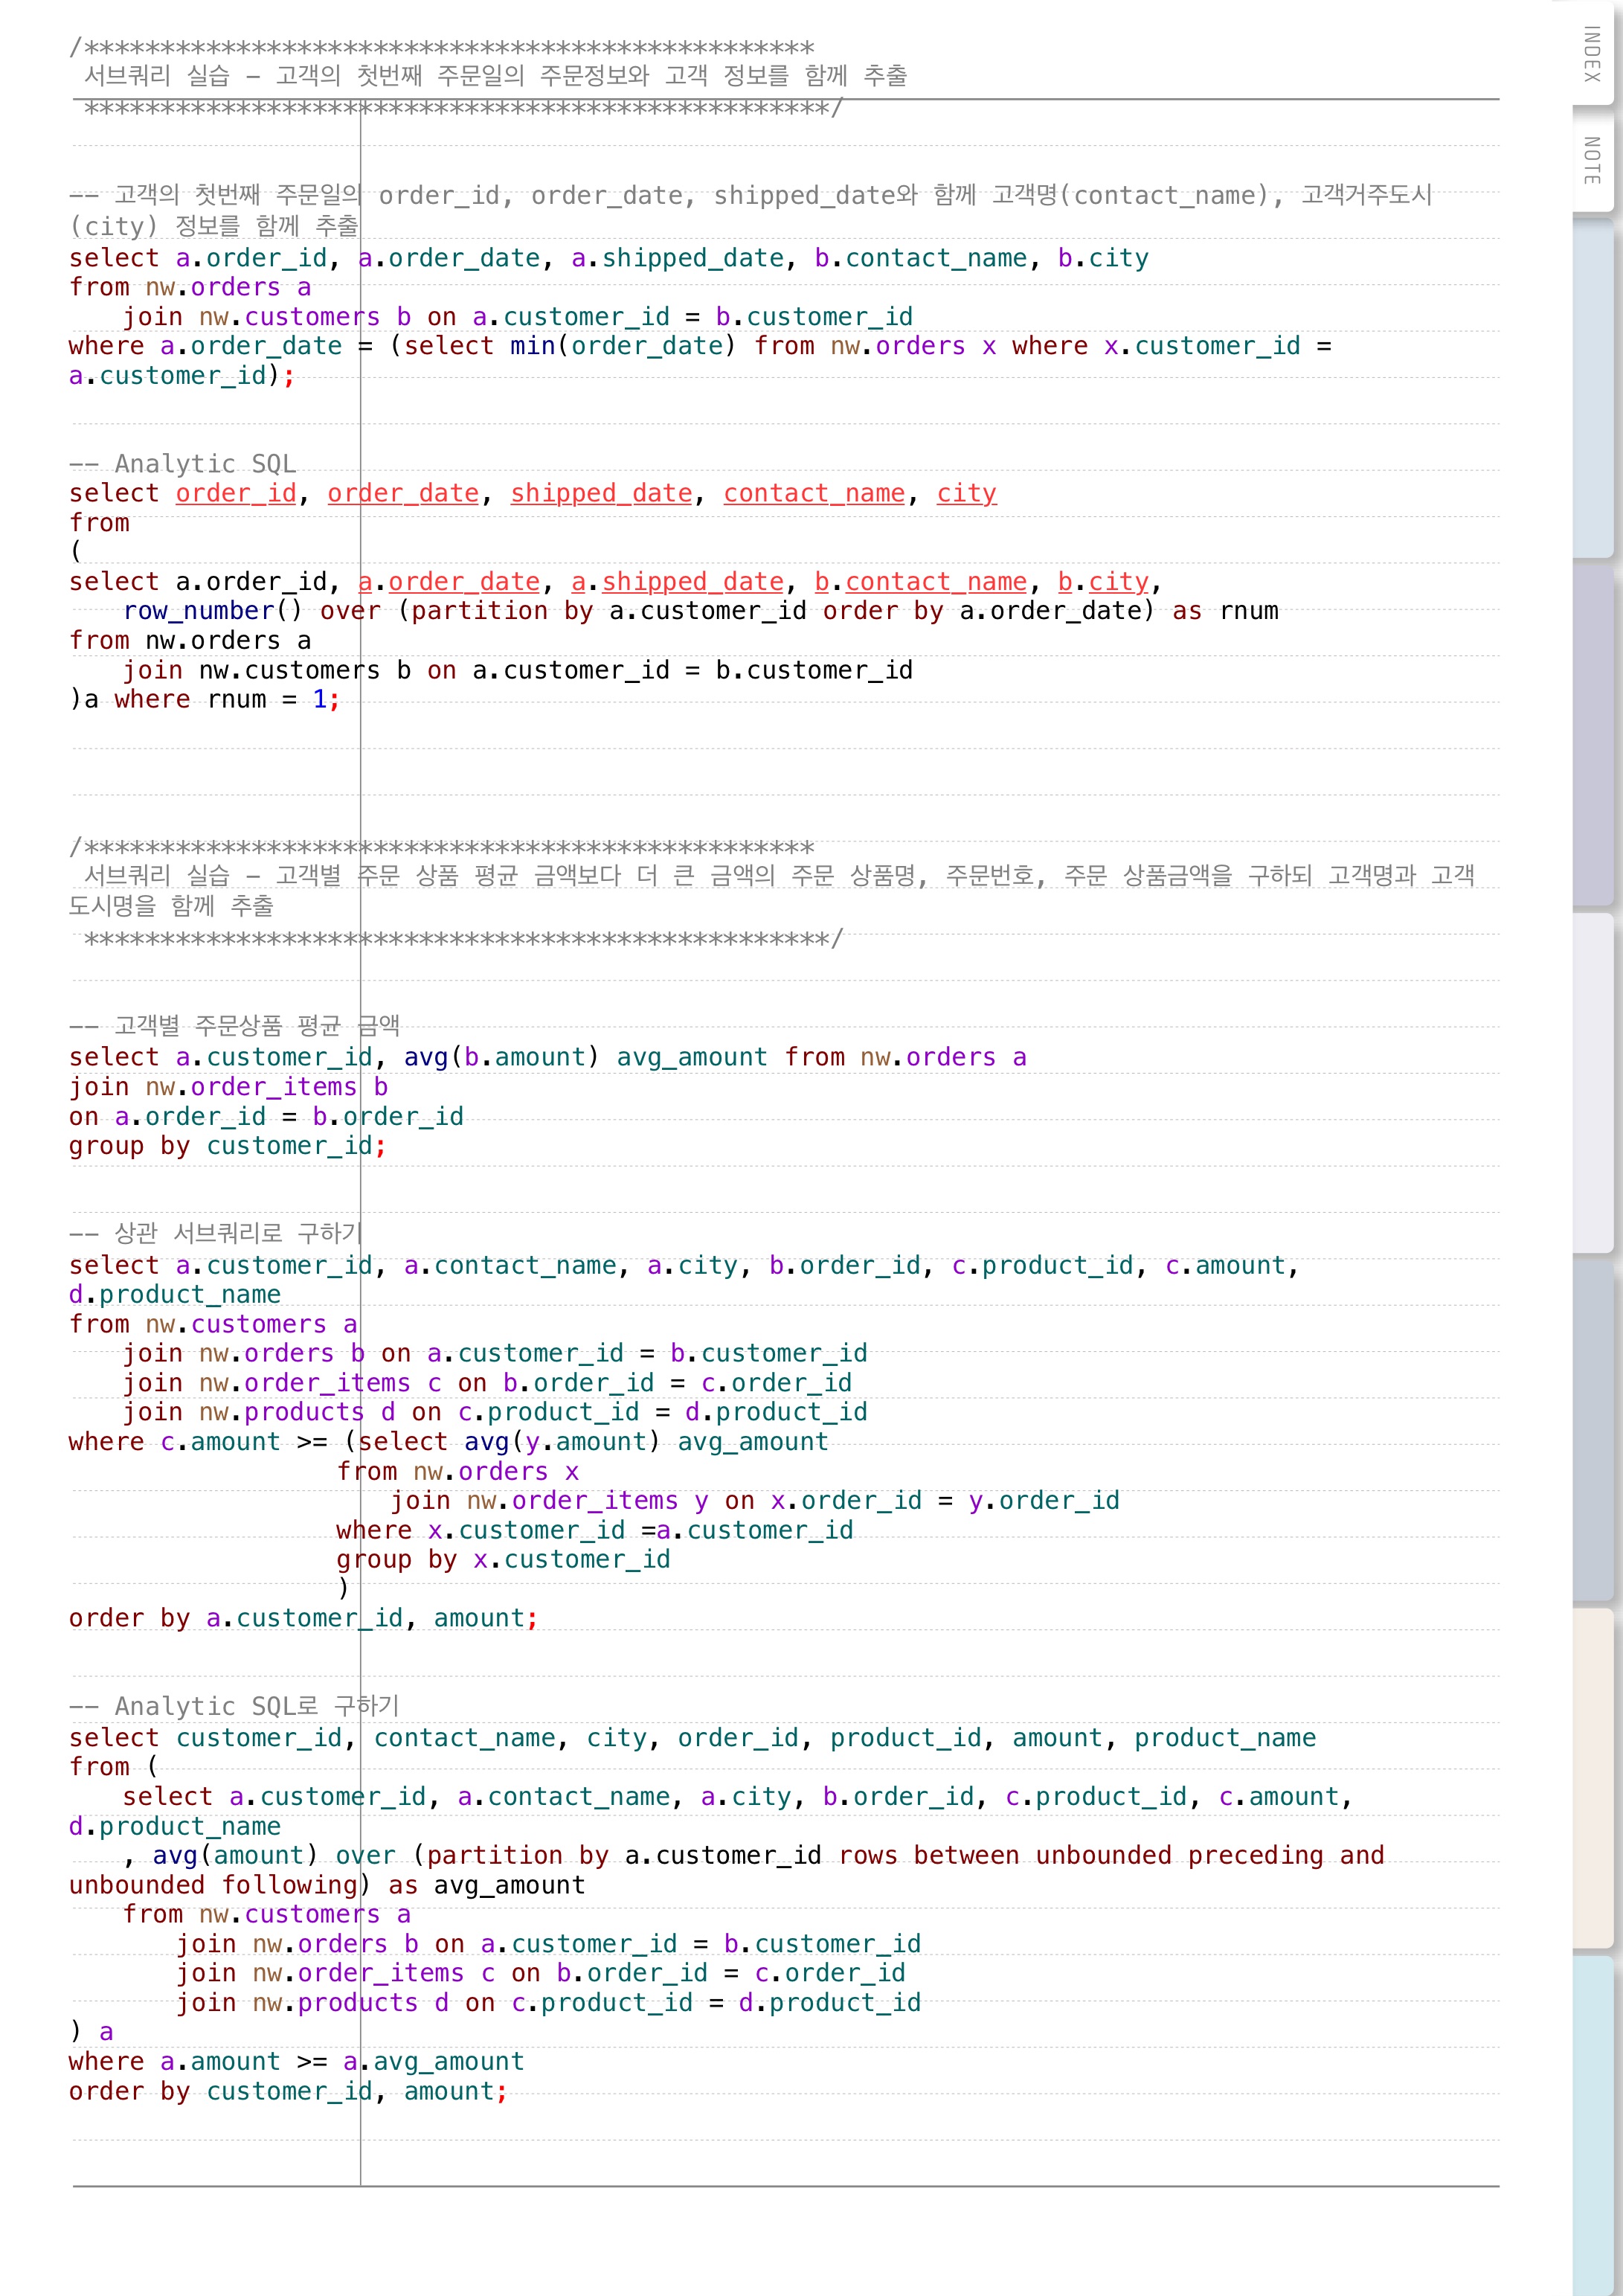 /************************************************
서브쿼리 실습 - 고객의 첫번째 주문일의 주문정보와 고객 정보를 함께 추출
*************************************************/
-- 고객의 첫번째 주문일의 order_id, order_date, shipped_date와 함께 고객명(contact_name), 고객거주도시
(city) 정보를 함께 추출
select a.order_id, a.order_date, a.shipped_date, b.contact_name, b.city
from nw.orders a
join nw.customers b on a.customer_id = b.customer_id
where a.order_date = (select min(order_date) from nw.orders x where x.customer_id =
a.customer_id);
-- Analytic SQL
select order_id, order_date, shipped_date, contact_name, city
from
(
select a.order_id, a.order_date, a.shipped_date, b.contact_name, b.city,
row_number() over (partition by a.customer_id order by a.order_date) as rnum
from nw.orders a
join nw.customers b on a.customer_id = b.customer_id
)a where rnum = 1;
/************************************************
서브쿼리 실습 - 고객별 주문 상품 평균 금액보다 더 큰 금액의 주문 상품명, 주문번호, 주문 상품금액을 구하되 고객명과 고객
도시명을 함께 추출
*************************************************/
-- 고객별 주문상품 평균 금액
select a.customer_id, avg(b.amount) avg_amount from nw.orders a
join nw.order_items b
on a.order_id = b.order_id
group by customer_id;
-- 상관 서브쿼리로 구하기
select a.customer_id, a.contact_name, a.city, b.order_id, c.product_id, c.amount,
d.product_name
from nw.customers a
join nw.orders b on a.customer_id = b.customer_id
join nw.order_items c on b.order_id = c.order_id
join nw.products d on c.product_id = d.product_id
where c.amount >= (select avg(y.amount) avg_amount
from nw.orders x
join nw.order_items y on x.order_id = y.order_id
where x.customer_id =a.customer_id
group by x.customer_id
)
order by a.customer_id, amount;
-- Analytic SQL로 구하기
select customer_id, contact_name, city, order_id, product_id, amount, product_name
from (
select a.customer_id, a.contact_name, a.city, b.order_id, c.product_id, c.amount,
d.product_name
, avg(amount) over (partition by a.customer_id rows between unbounded preceding and
unbounded following) as avg_amount
from nw.customers a
join nw.orders b on a.customer_id = b.customer_id
join nw.order_items c on b.order_id = c.order_id
join nw.products d on c.product_id = d.product_id
) a
where a.amount >= a.avg_amount
order by customer_id, amount;
INDEX
NOTE